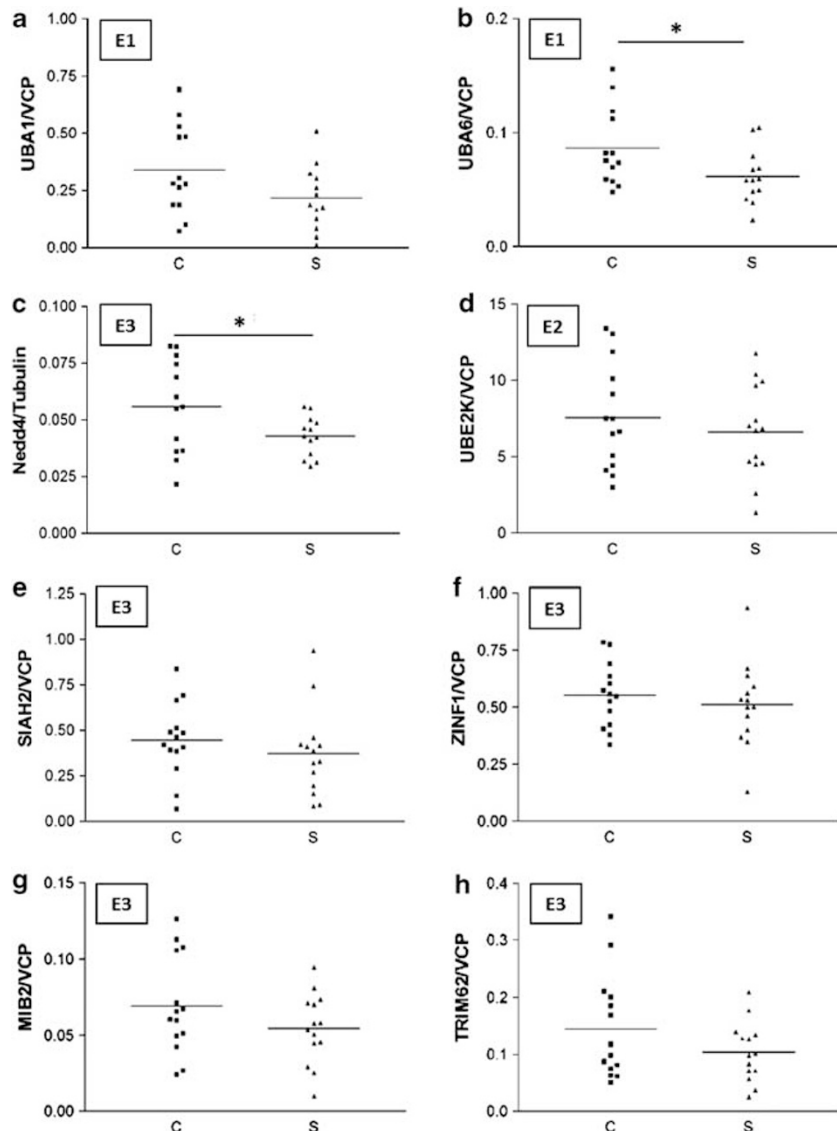 a
E1
UBA1/VCP
1.00
0.75
0.50
0.25
0.00
C S
b
E1
*
UBA6/VCP
0.2
0.1
0.0
C S
c
E3
*
Nedd4/Tubulin
0.100
0.075
0.050
0.025
0.000
C S
d
E2
UBE2K/VCP
15
10
5
0
C S
e
E3
SIAH2/VCP
1.25
1.00
0.75
0.50
0.25
0.00
C S
f
E3
ZINF1/VCP
1.00
0.75
0.50
0.25
0.00
C S
g
E3
MIB2/VCP
0.15
0.10
0.05
0.00
C S
h
E3
TRIM62/VCP
0.4
0.3
0.2
0.1
0.0
C S